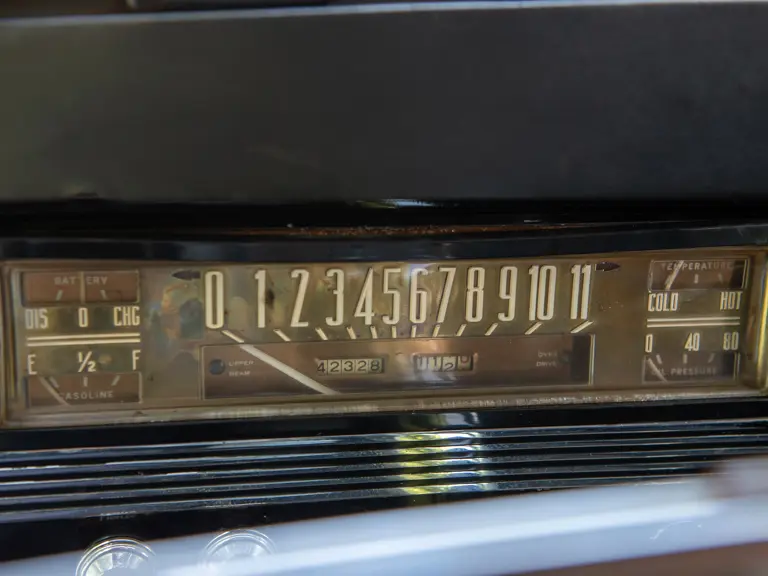 BATTERY
DIS 0 CHG
E ½ F
GASOLINE
0 1 2 3 4 5 6 7 8 9 10 11
UPPER
BEAM
42328
TEMPERATURE
COLD HOT
0 40 80
OIL PRESSURE